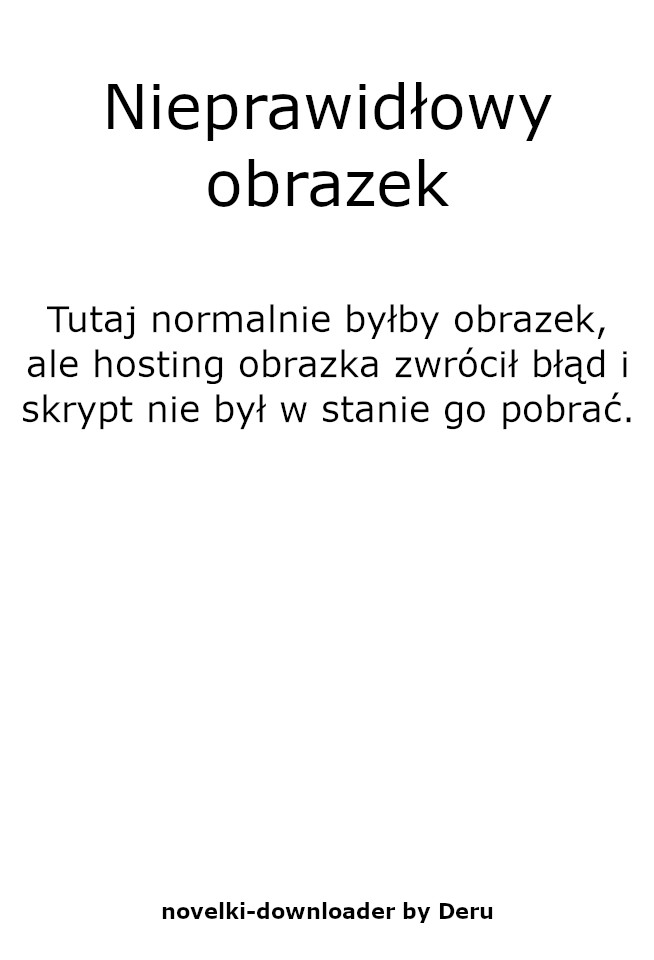 Nieprawidłowy
obrazek
Tutaj normalnie byłby obrazek,
ale hosting obrazka zwrócił błąd i
skrypt nie był w stanie go pobrać.
novelki-downloader by Deru